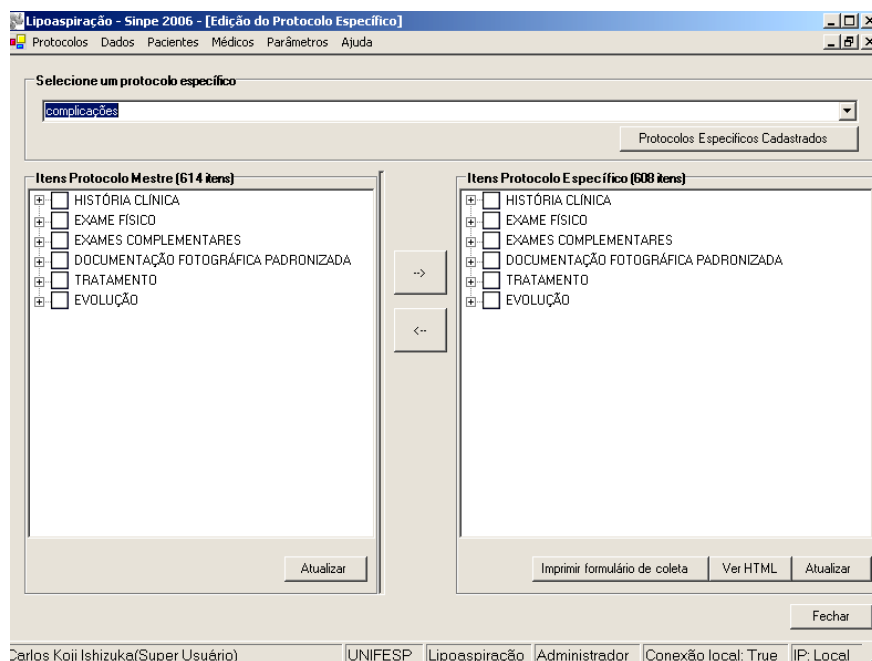 Lipoaspiração - Sinpe 2006 - [Edição do Protocolo Específico]
Protocolos Dados Pacientes Médicos Parâmetros Ajuda
Selecione um protocolo específico
complicações
Protocolos Especificos Cadastrados
Itens Protocolo Mestre (614 itens)
HISTÓRIA CLÍNICA
EXAME FÍSICO
EXAMES COMPLEMENTARES
DOCUMENTAÇÃO FOTOGRÁFICA PADRONIZADA
TRATAMENTO
EVOLUÇÃO
Atualizar
-->
<--
Itens Protocolo Específico (608 itens)
HISTÓRIA CLÍNICA
EXAME FÍSICO
EXAMES COMPLEMENTARES
DOCUMENTAÇÃO FOTOGRÁFICA PADRONIZADA
TRATAMENTO
EVOLUÇÃO
Imprimir formulário de coleta Ver HTML Atualizar
Fechar
Carlos Koji Ishizuka(Super Usuário) UNIFESP Lipoaspiração Administrador Conexão local: True IP: Local